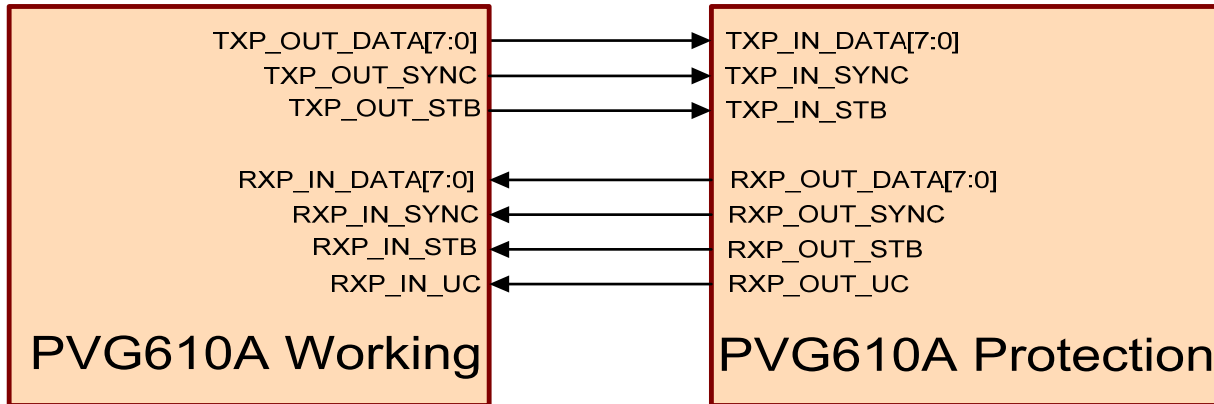 TXP_OUT_DATA[7:0] TXP_IN_DATA[7:0]
TXP_OUT_SYNC TXP_IN_SYNC
TXP_OUT_STB TXP_IN_STB
RXP_IN_DATA[7:0] RXP_OUT_DATA[7:0]
RXP_IN_SYNC RXP_OUT_SYNC
RXP_IN_STB RXP_OUT_STB
RXP_IN_UC RXP_OUT_UC
PVG610A Working PVG610A Protection